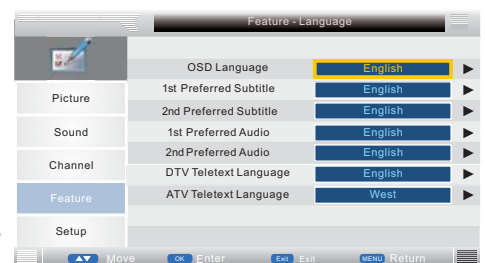 Feature - Language
OSD Language English
1st Preferred Subtitle English
2nd Preferred Subtitle English
1st Preferred Audio English
2nd Preferred Audio English
DTV Teletext Language English
ATV Teletext Language West
Picture
Sound
Channel
Feature
Setup
Move OK Enter Exit Exit MENU Return